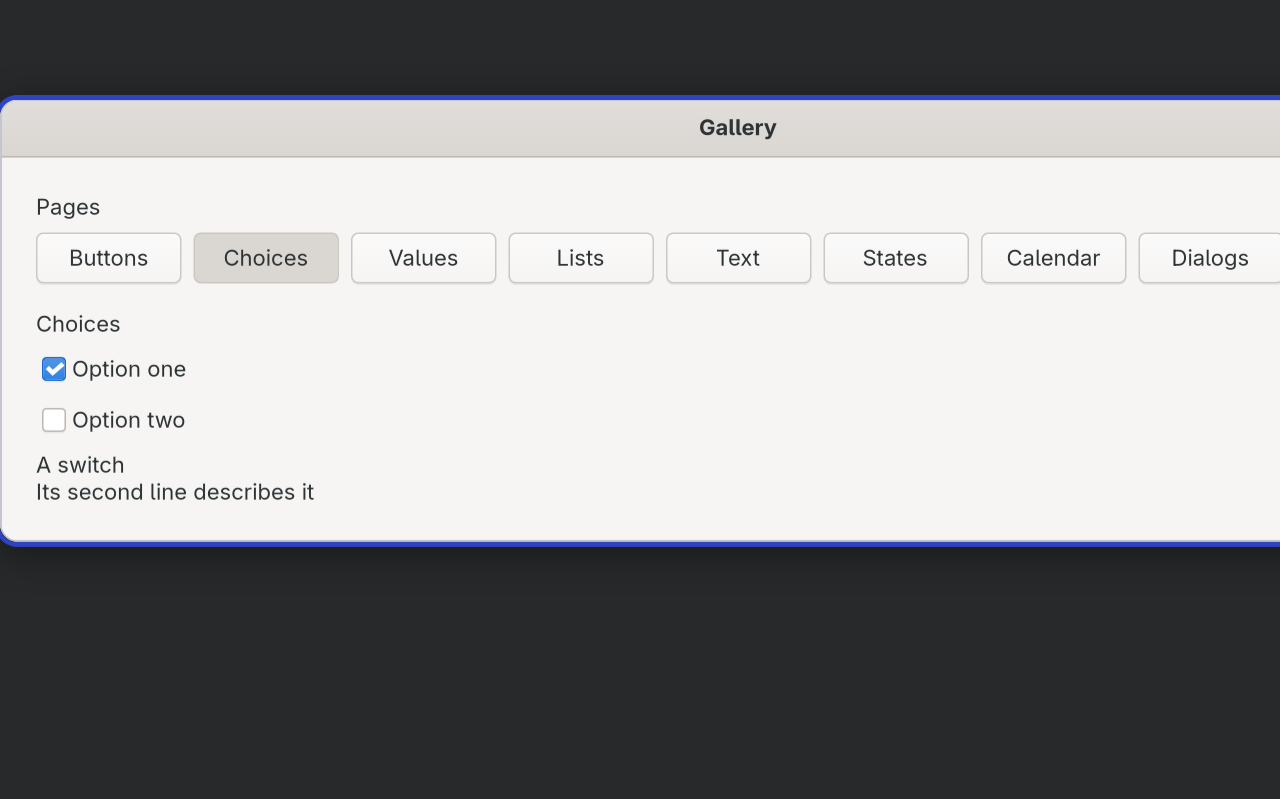 Gallery
Pages
Buttons Choices Values Lists Text States Calendar Dialogs
Choices
Option one
Option two
A switch
Its second line describes it